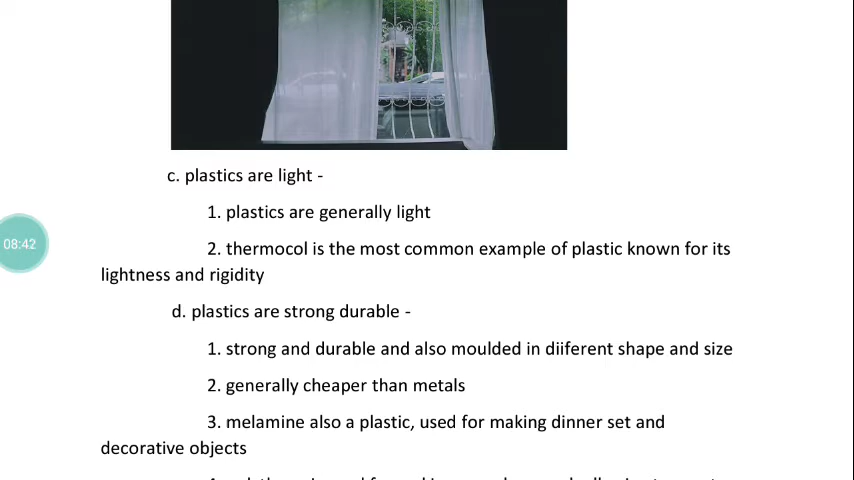 c. plastics are light -
1. plastics are generally light
2. thermocol is the most common example of plastic known for its
lightness and rigidity
08:42
d. plastics are strong durable -
1. strong and durable and also moulded in diiferent shape and size
2. generally cheaper than metals
3. melamine also a plastic, used for making dinner set and
decorative objects